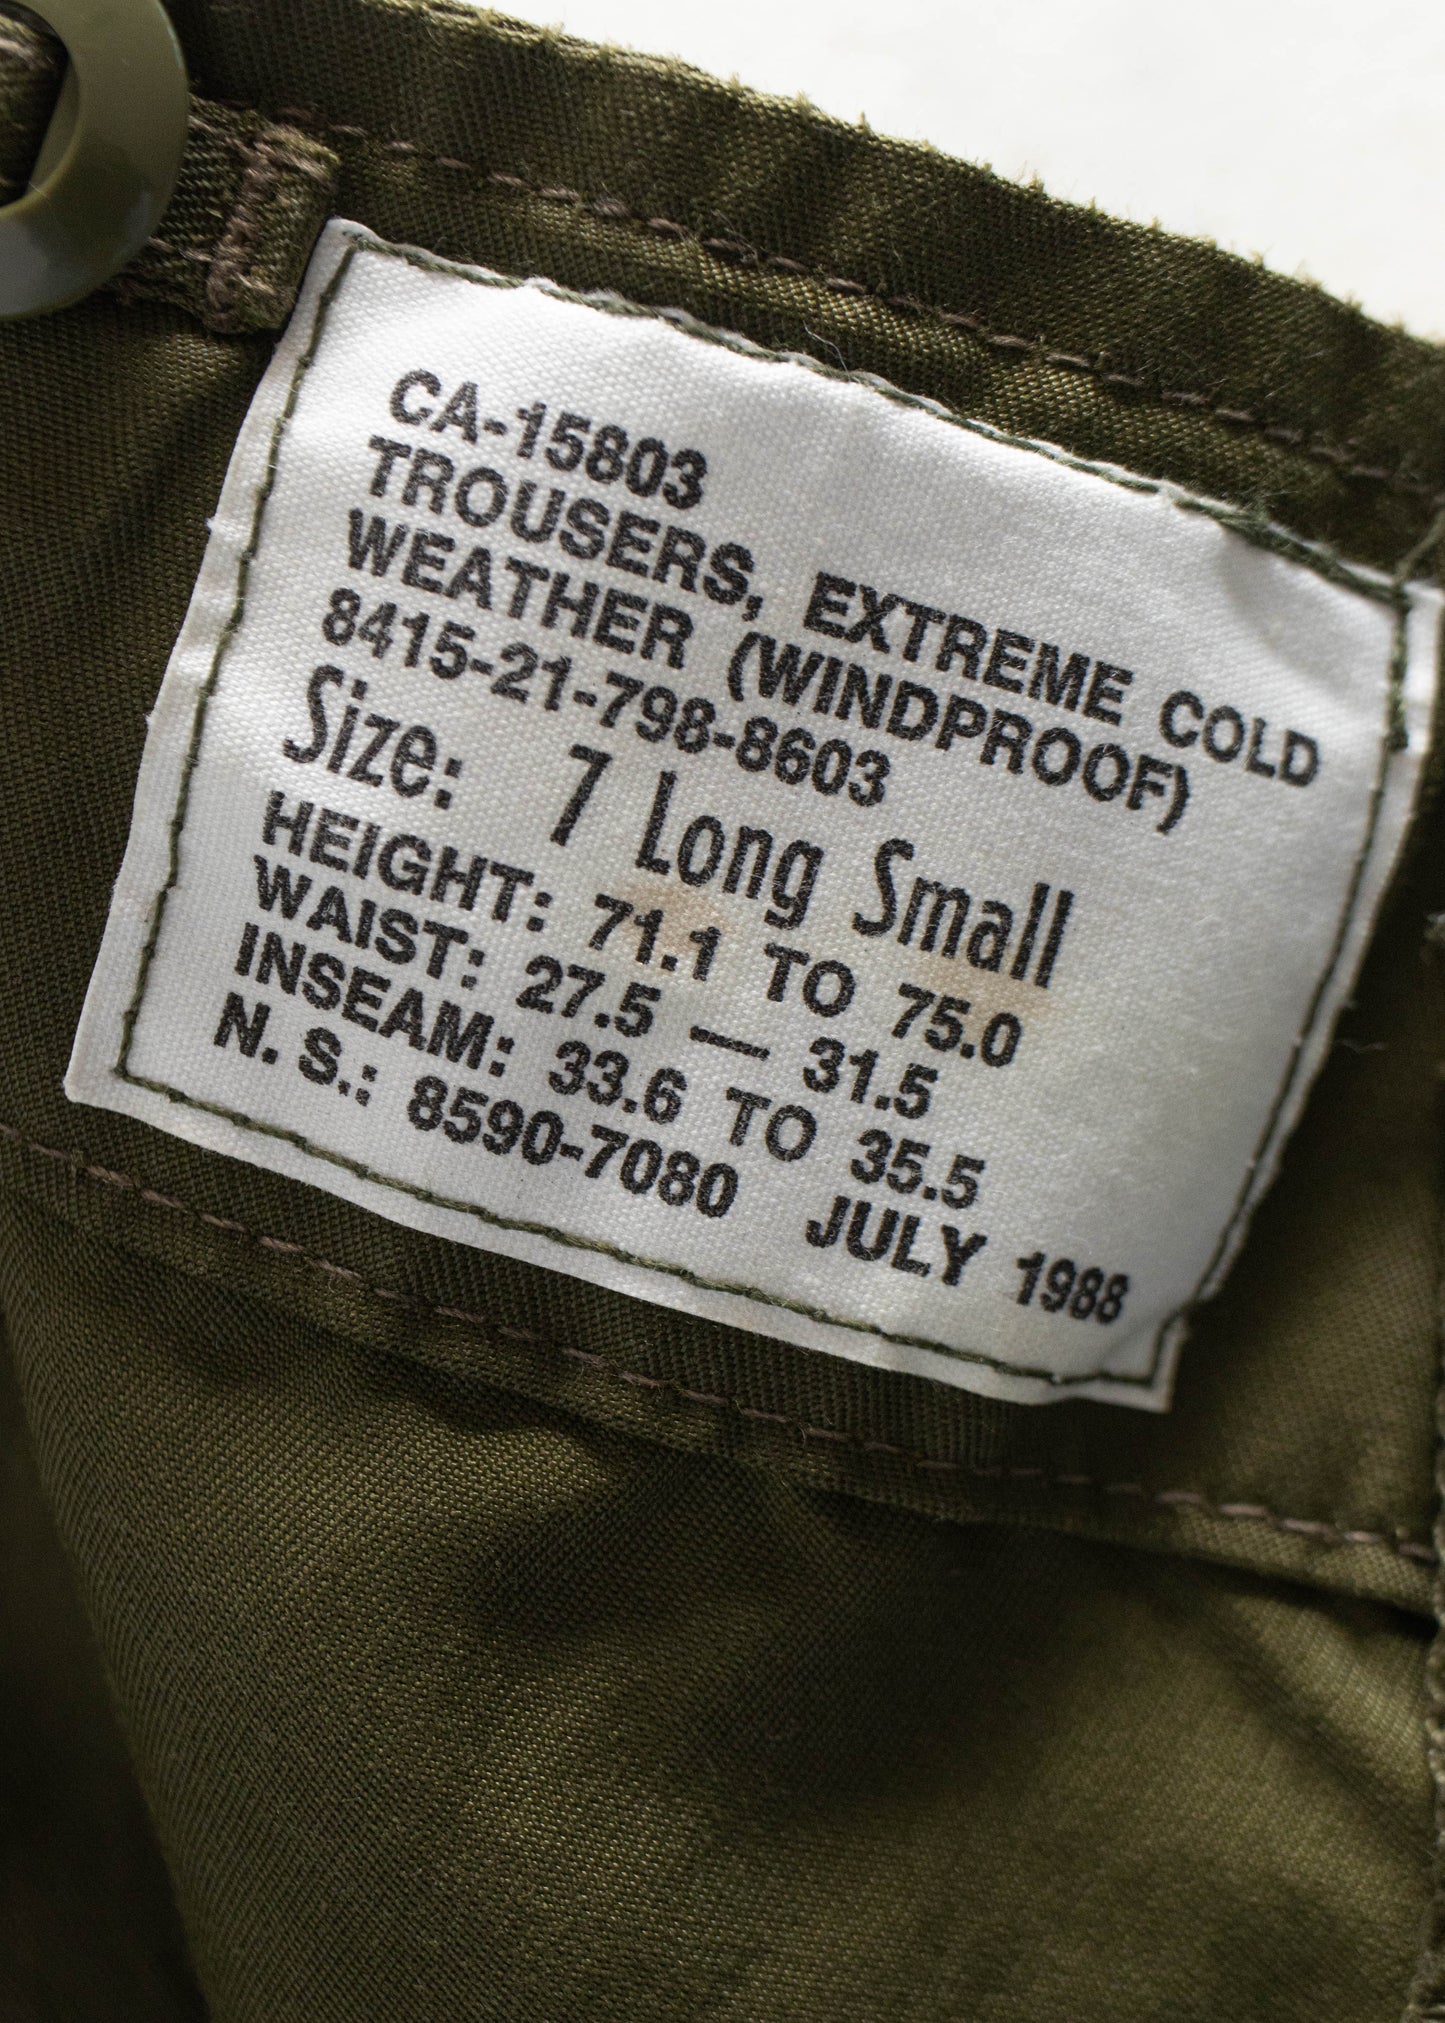 CA-15803
TROUSERS, EXTREME COLD
WEATHER (WINDPROOF)
8415-21-798-8603
Size: 7 Long Small
HEIGHT: 71.1 TO 75.0
WAIST: 27.5 — 31.5
INSEAM: 33.6 TO 35.5
N. S.: 8590-7080 JULY 1988